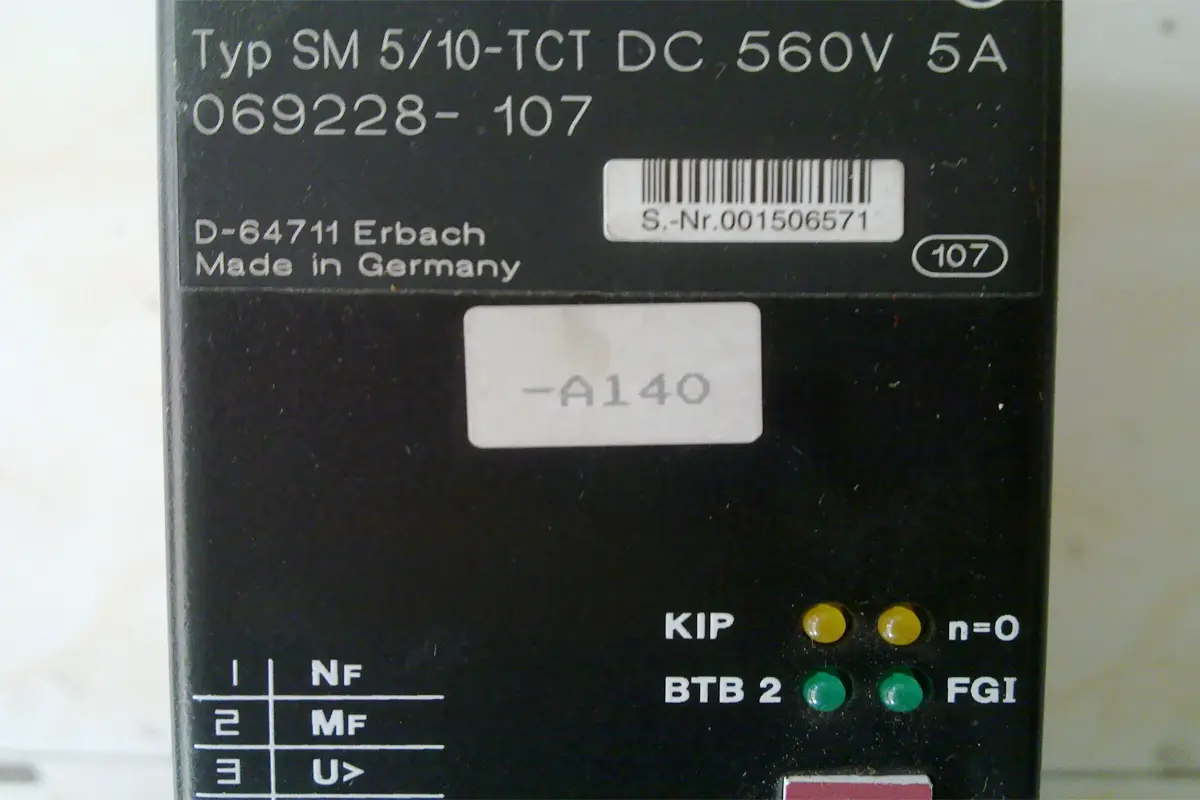 Typ SM 5/10-TCT DC 560V 5A
069228- 107
S.-Nr.001506571
D-64711 Erbach
Made in Germany
107
-A140
KIP n=0
BTB 2 FGI
1 NF
2 MF
3 U>